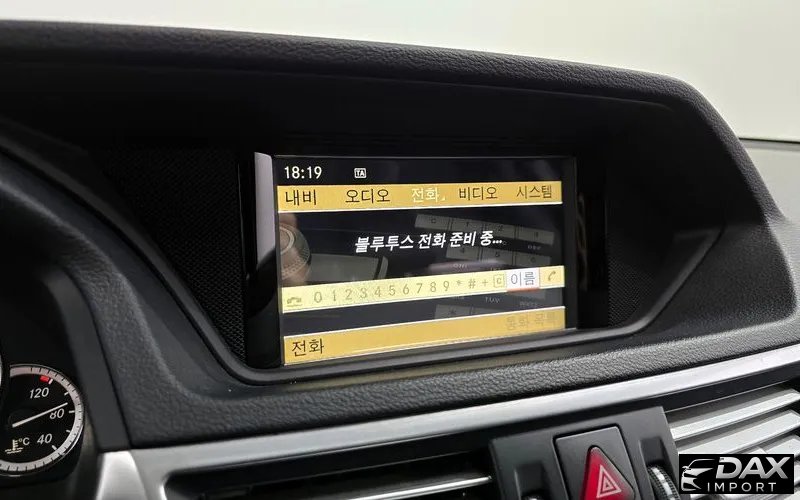 18:19 TA
내비 오디오 전화 비디오 시스템
블루투스 전화 준비 중...
0123456789*#+ C 이름
전화
120
80
40
°C
DAX
IMPORT